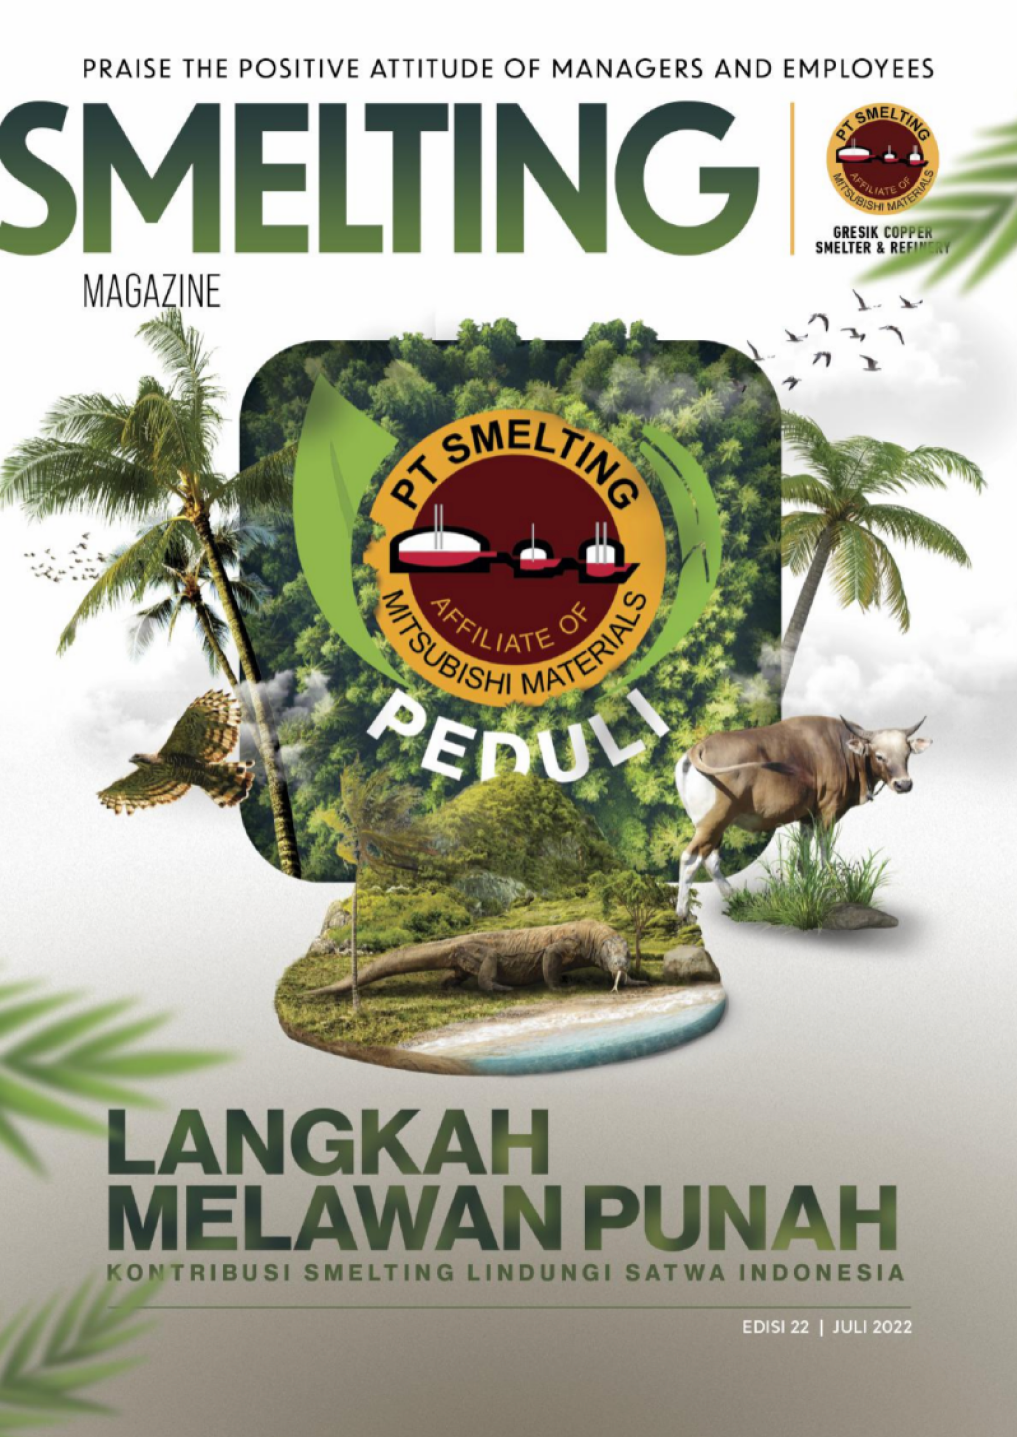 PRAISE THE POSITIVE ATTITUDE OF MANAGERS AND EMPLOYEES
SMELTING
MAGAZINE
PT SMELTING
AFFILIATE OF
MITSUBISHI MATERIALS
GRESIK COPPER
SMELTER & REFINERY
PT SMELTING
AFFILIATE OF
MITSUBISHI MATERIALS
PEDULI
LANGKAH
MELAWAN PUNAH
KONTRIBUSI SMELTING LINDUNGI SATWA INDONESIA
EDISI 22 | JULI 2022